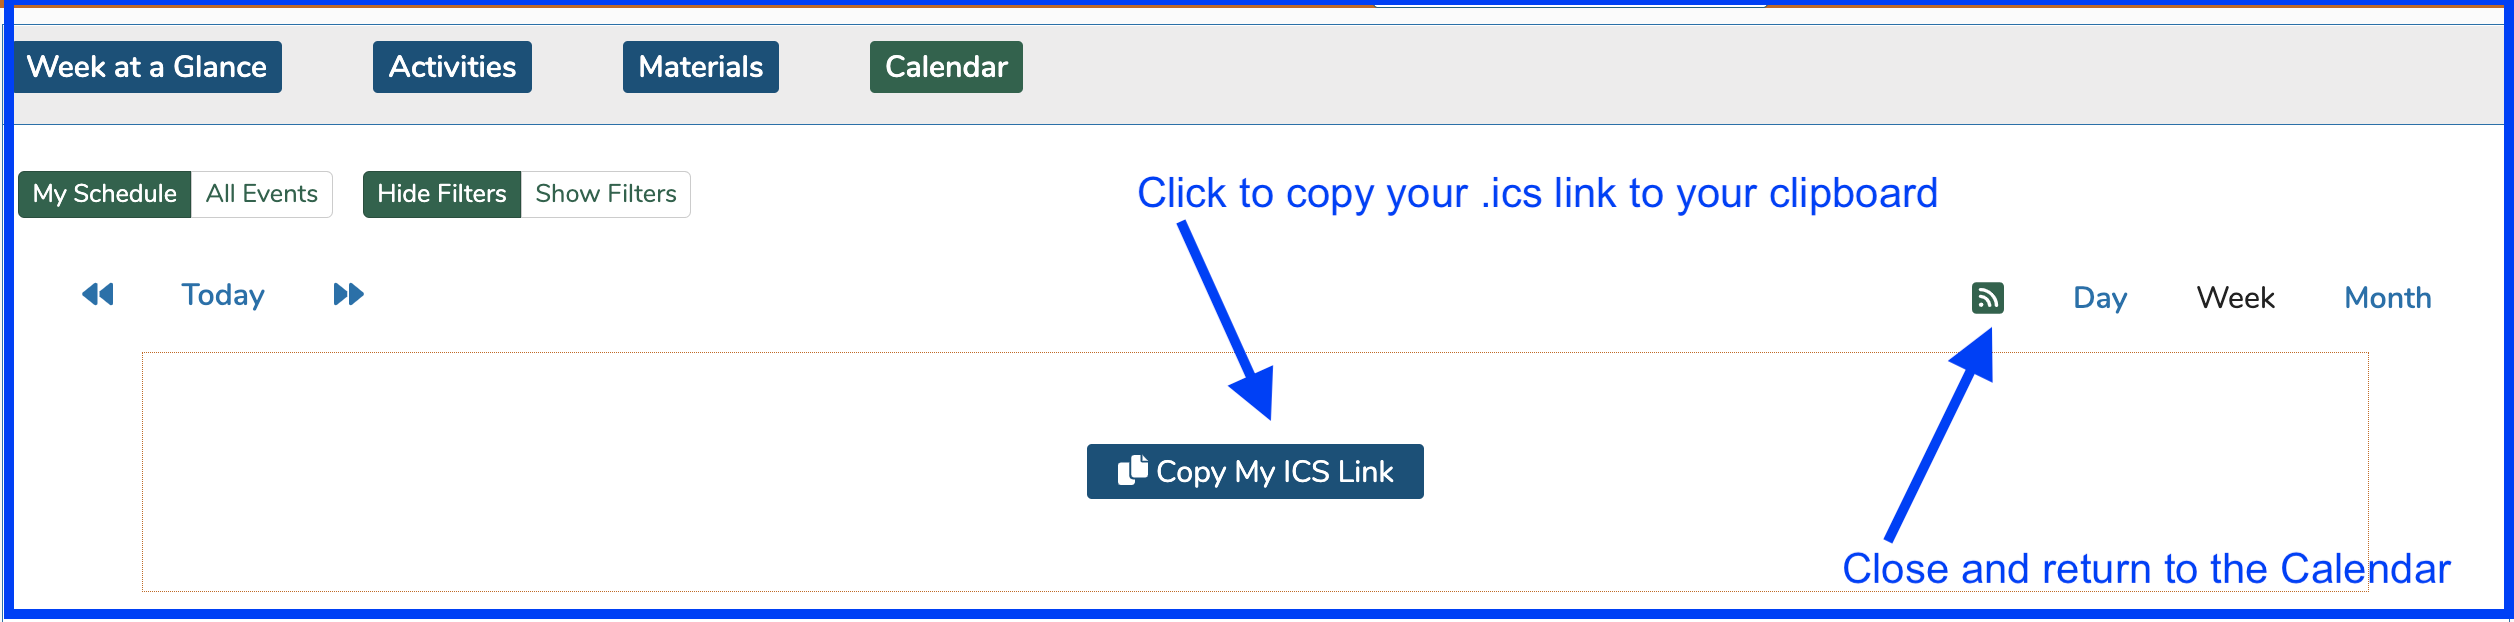 Week at a Glance
Activities
Materials
Calendar
My Schedule
All Events
Hide Filters
Show Filters
Click to copy your .ics link to your clipboard
Today
Day
Week
Month
Copy My ICS Link
Close and return to the Calendar